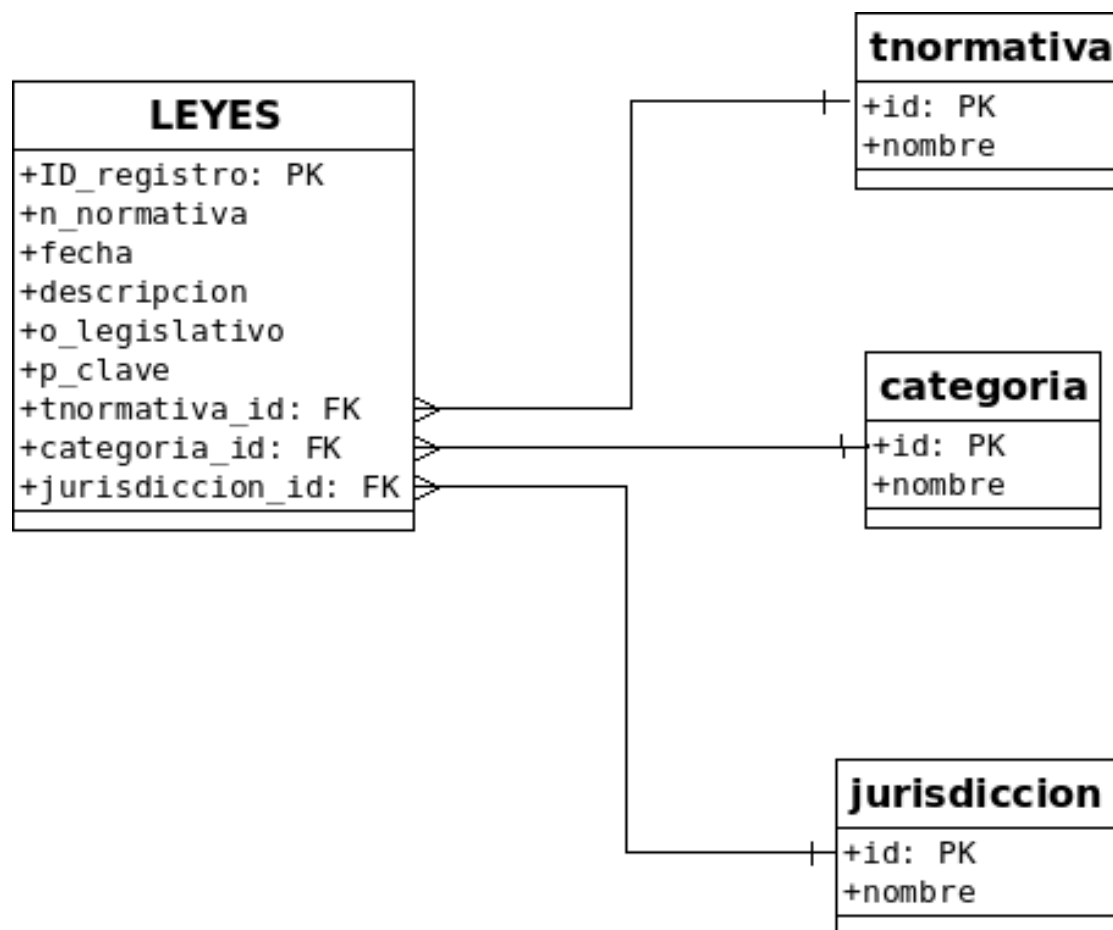 LEYES
+ID_registro: PK
+n_normativa
+fecha
+descripcion
+o_legislativo
+p_clave
+tnormativa_id: FK
+categoria_id: FK
+jurisdiccion_id: FK
tnormativa
+id: PK
+nombre
categoria
+id: PK
+nombre
jurisdiccion
+id: PK
+nombre